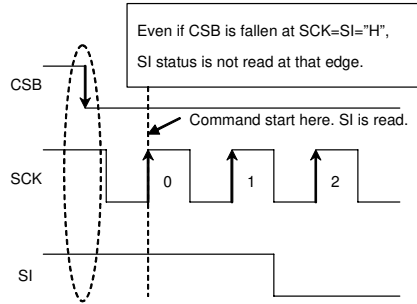 Even if CSB is fallen at SCK=SI=”H”,
SI status is not read at that edge.
CSB
Command start here. SI is read.
SCK
0 1 2
SI